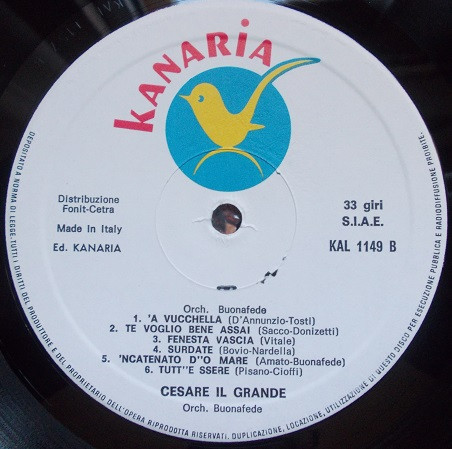 KANARIA
Distribuzione
Fonit-Cetra
Made in Italy
Ed. KANARIA
33 giri
S.I.A.E.
KAL 1149 B
Orch. Buonafede
1. 'A VUCCHELLA (D'Annunzio-Tosti)
2. TE VOGLIO BENE ASSAI (Sacco-Donizetti)
3. FENESTA VASCIA (Vitale)
4. SURDATE (Bovio-Nardella)
5. 'NCATENATO D''O MARE (Amato-Buonafede)
6. TUTT''E SSERE (Pisano-Cioffi)
CESARE IL GRANDE
Orch. Buonafede
DEPOSITATO A NORMA DI LEGGE. TUTTI I DIRITTI DEL PRODUTTORE E DEL PROPRIETARIO DELL'OPERA RIPRODOTTA RISERVATI. DUPLICAZIONE, LOCAZIONE, UTILIZZAZIONE DI QUESTO DISCO PER ESECUZIONE PUBBLICA E RADIODIFFUSIONE PROIBITE.